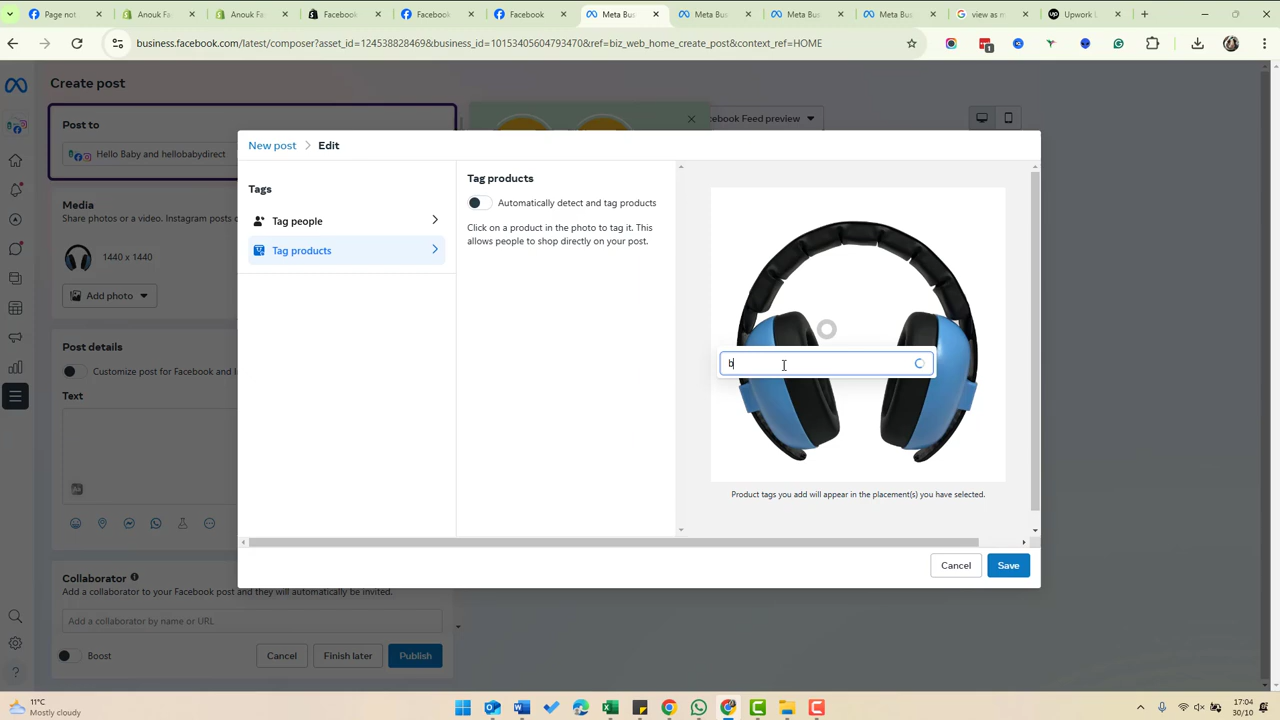 Page not
Anouk Fa
Anouk Fa
Facebook
Facebook
Facebook
Meta Bus
Meta Bus
Meta Bus
Meta Bus
view as m
Upwork L
business.facebook.com/latest/composer?asset_id=124538828469&business_id=10153405604793470&ref=biz_web_home_create_post&context_ref=HOME
1
Create post
Post to
Hello Baby and hellobabydirect
Media
Share photos or a video. Instagram posts c
1440 x 1440
Add photo
Post details
Customize post for Facebook and I
Text
Collaborator
Add a collaborator to your Facebook post and they will automatically be invited.
Add a collaborator by name or URL
Boost
Cancel
Finish later
Publish
cebook Feed preview
New post > Edit
Tags
Tag people
Tag products
Tag products
Automatically detect and tag products
Click on a product in the photo to tag it. This
allows people to shop directly on your post.
b
Product tags you add will appear in the placement(s) you have selected.
Cancel
Save
11°C
Mostly cloudy
17:04
30/10